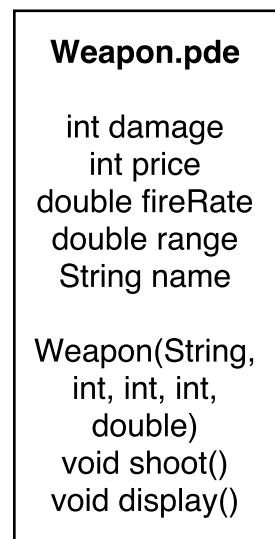 Weapon.pde
int damage
int price
double fireRate
double range
String name
Weapon(String,
int, int, int,
double)
void shoot()
void display()